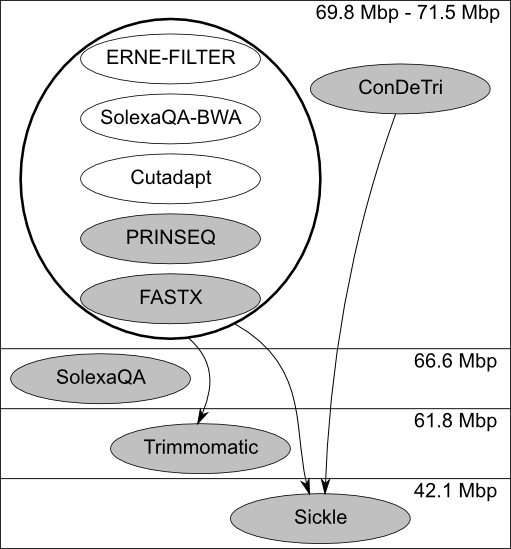 69.8 Mbp - 71.5 Mbp
ERNE-FILTER
ConDeTri
SolexaQA-BWA
Cutadapt
PRINSEQ
FASTX
66.6 Mbp
SolexaQA
61.8 Mbp
Trimmomatic
42.1 Mbp
Sickle